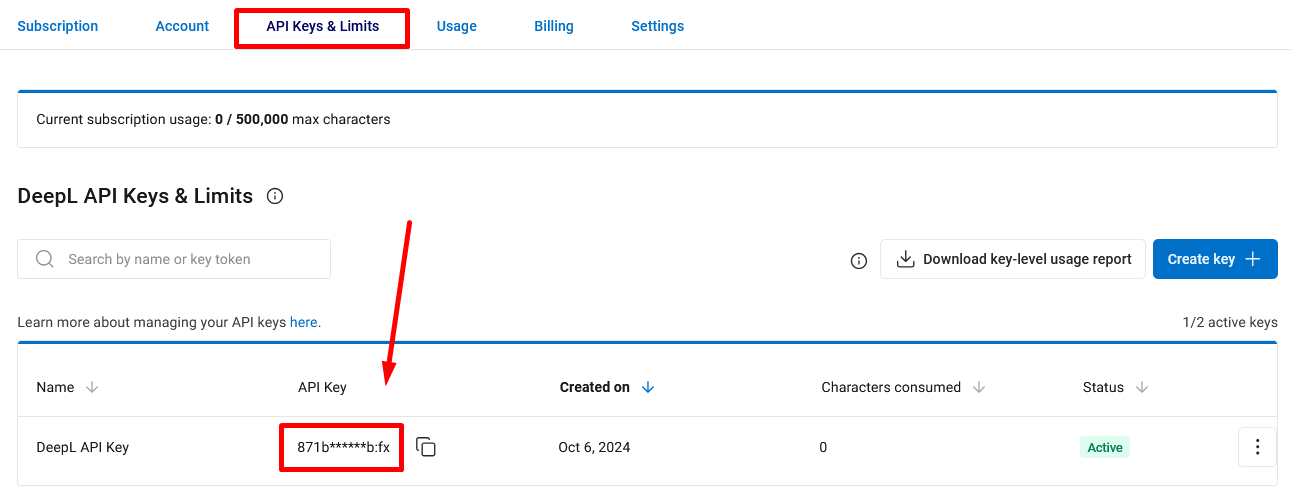 Subscription Account API Keys & Limits Usage Billing Settings
Current subscription usage: 0 / 500,000 max characters
DeepL API Keys & Limits
Search by name or key token Download key-level usage report Create key
Learn more about managing your API keys here. 1/2 active keys
Name API Key Created on Characters consumed Status
DeepL API Key 871b******b:fx Oct 6, 2024 0 Active